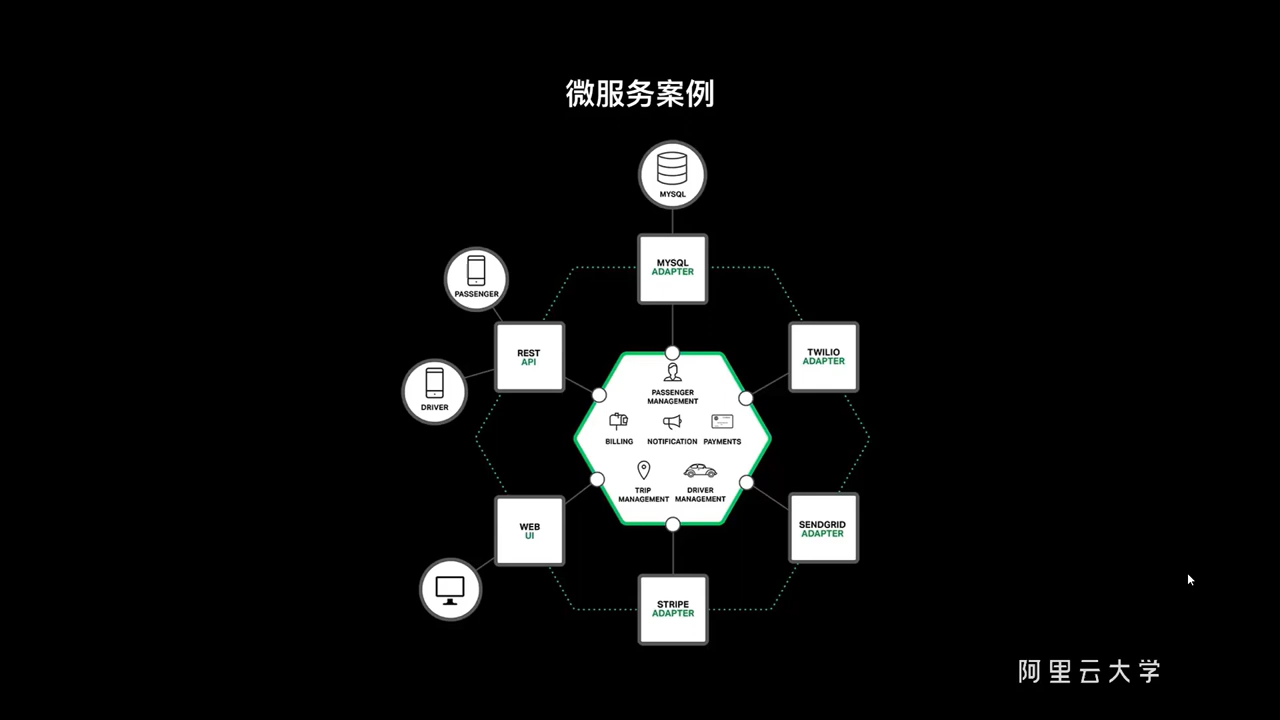 微服务案例
MYSQL
MYSQL
ADAPTER
PASSENGER
REST
API
TWILIO
ADAPTER
DRIVER
PASSENGER
MANAGEMENT
BILLING
NOTIFICATION
PAYMENTS
TRIP
MANAGEMENT
DRIVER
MANAGEMENT
WEB
UI
SENDGRID
ADAPTER
STRIPE
ADAPTER
阿里云大学